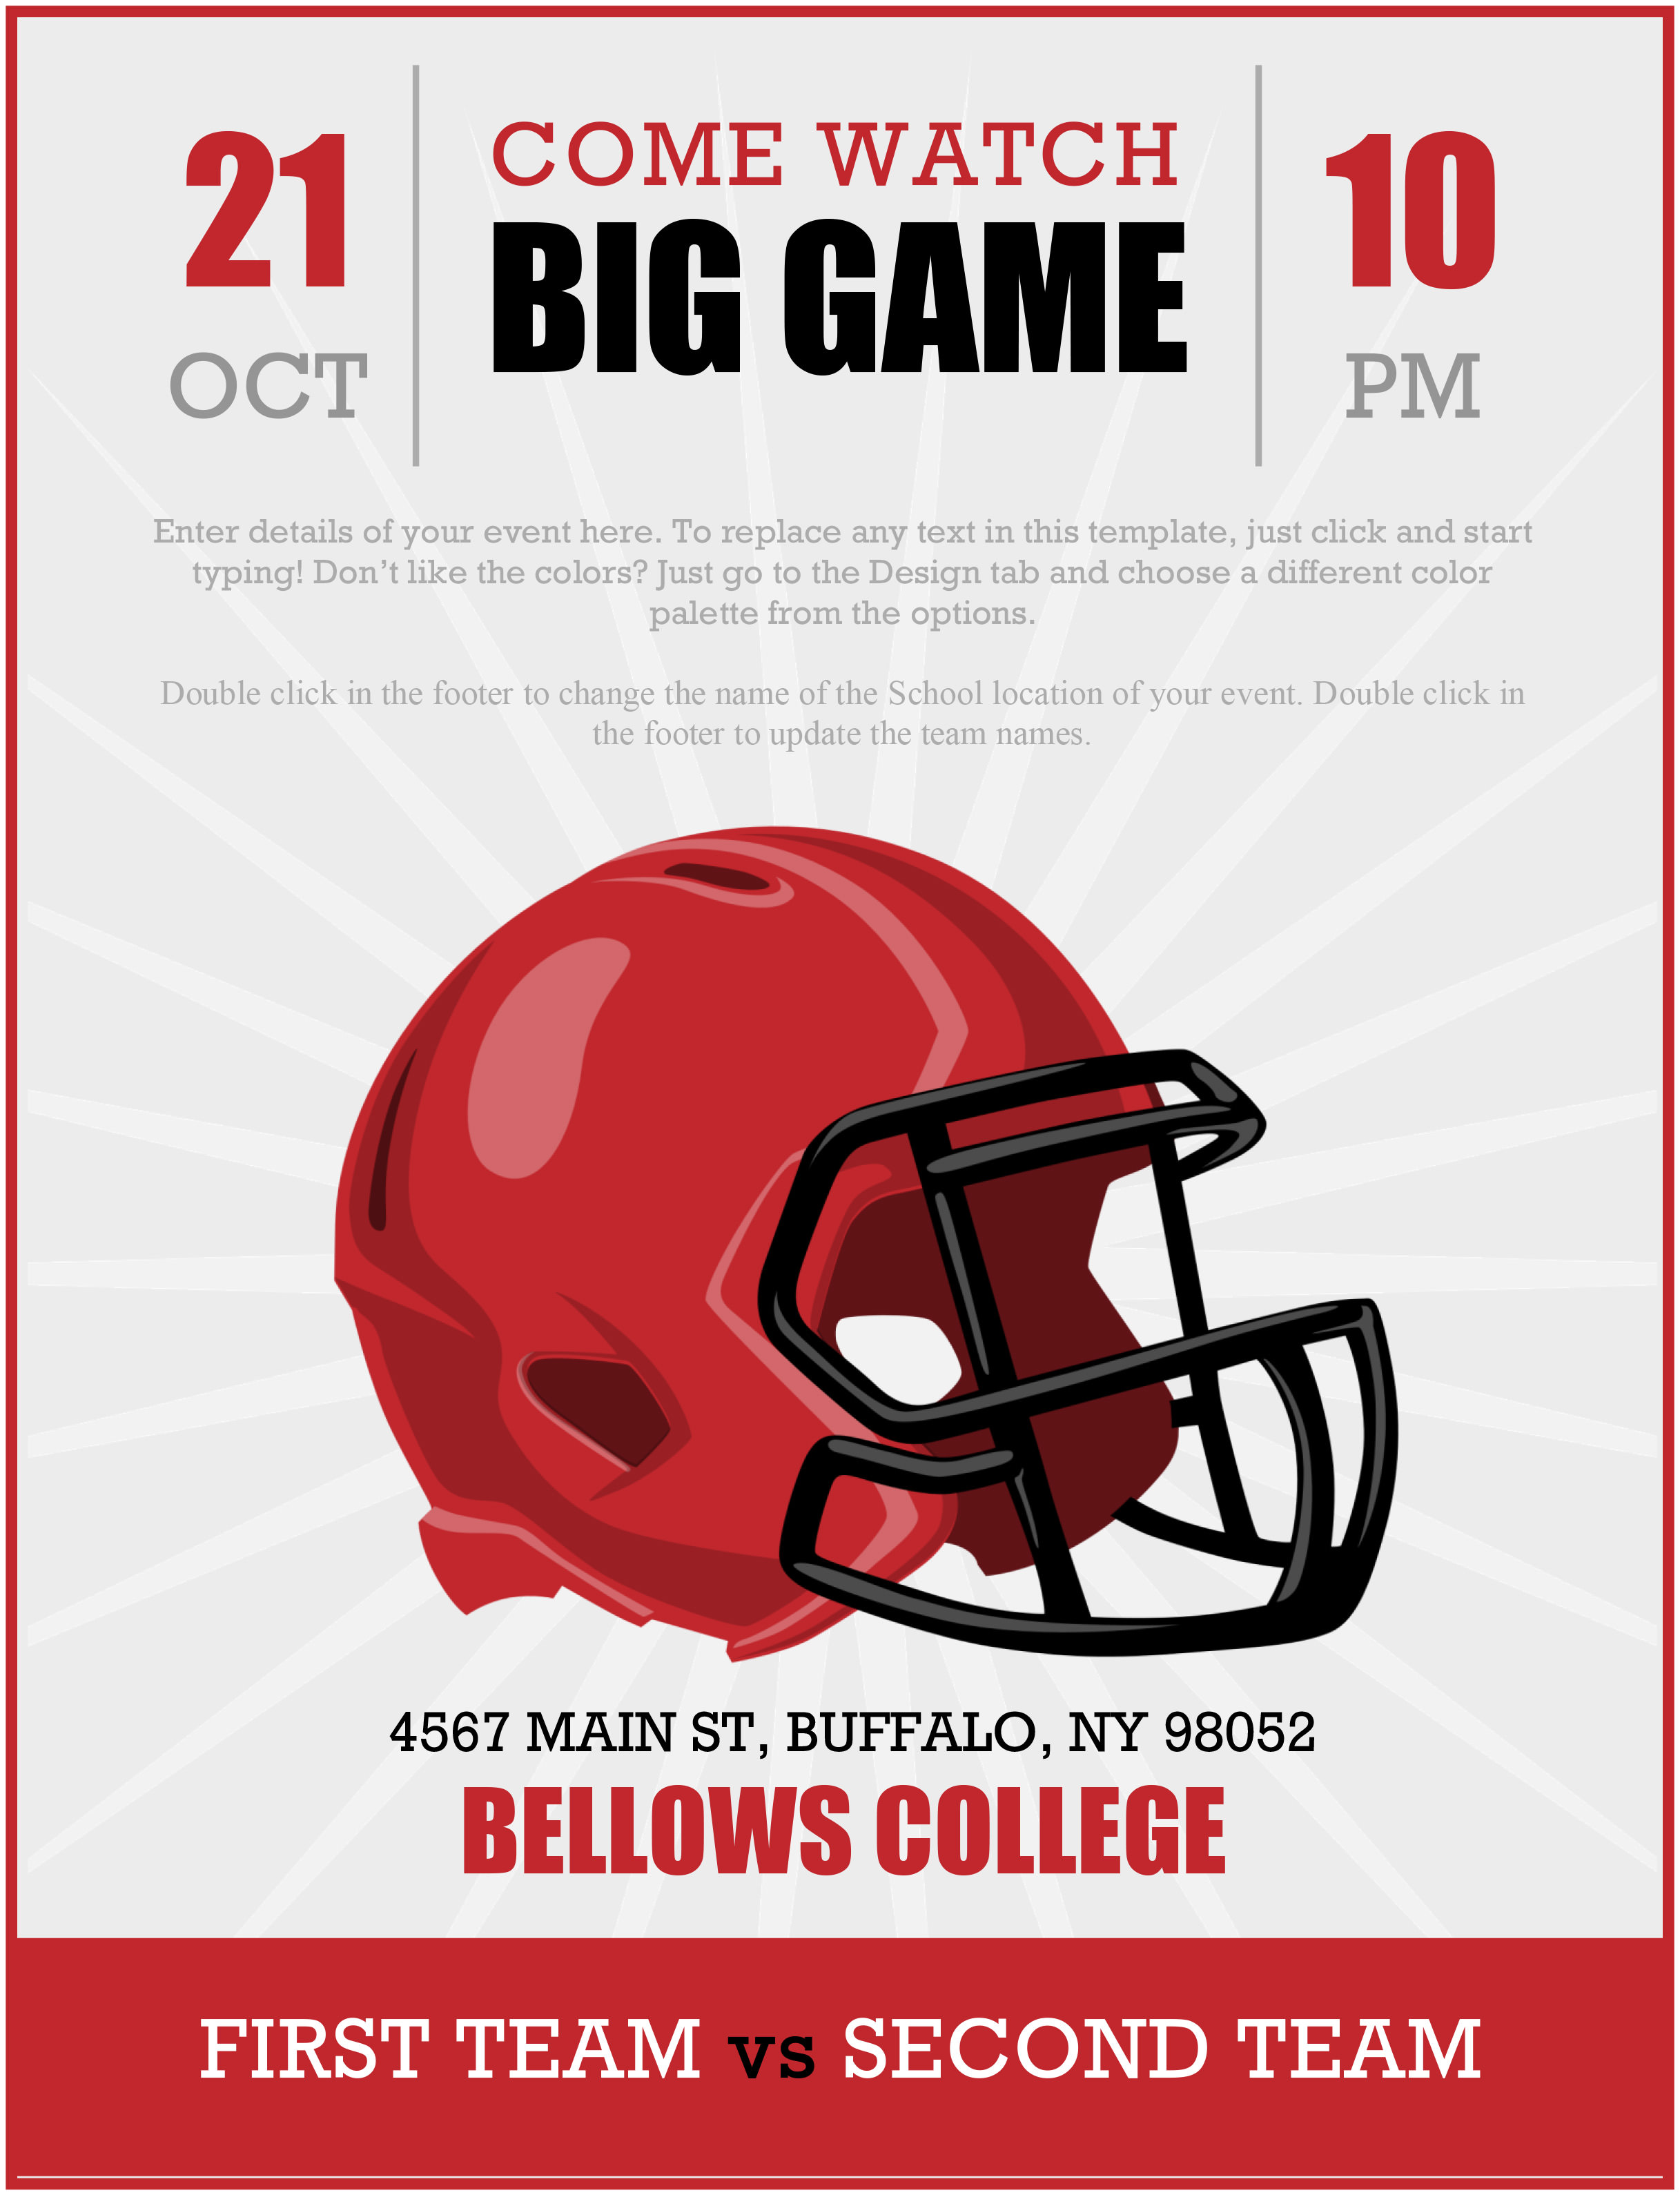 21
OCT
COME WATCH
BIG GAME
10
PM
Enter details of your event here. To replace any text in this template, just click and start
typing! Don’t like the colors? Just go to the Design tab and choose a different color
palette from the options.
Double click in the footer to change the name of the School location of your event. Double click in
the footer to update the team names.
4567 MAIN ST, BUFFALO, NY 98052
BELLOWS COLLEGE
FIRST TEAM vs SECOND TEAM